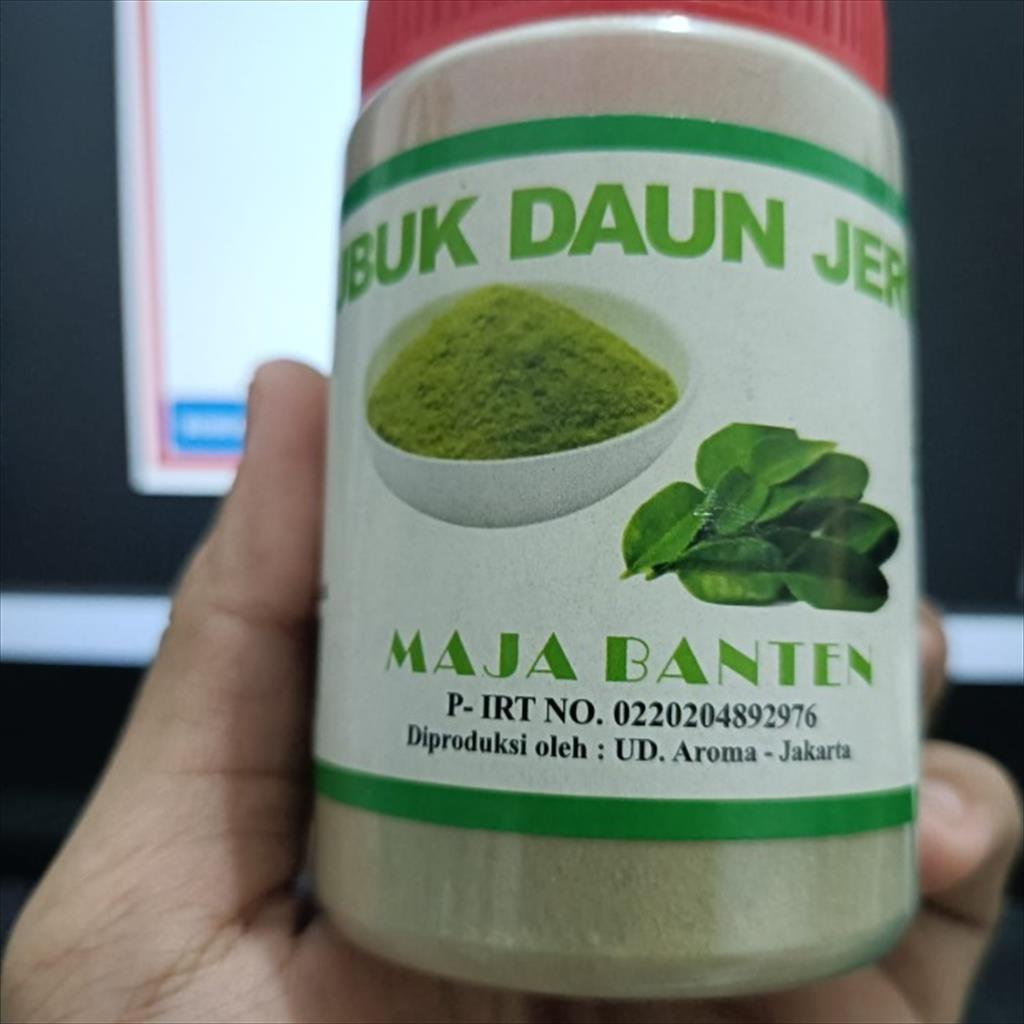 UBUK DAUN JER
MAJA BANTEN
P- IRT NO. 0220204892976
Diproduksi oleh : UD. Aroma - Jakarta